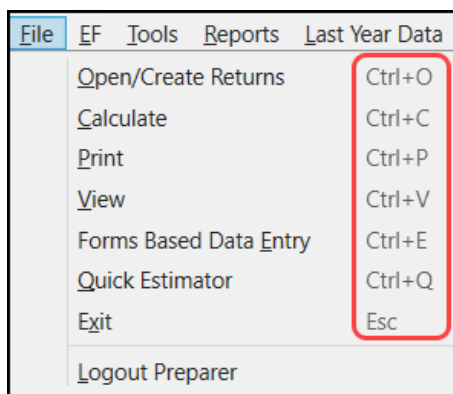 File EF Tools Reports Last Year Data
Open/Create Returns Ctrl+O
Calculate Ctrl+C
Print Ctrl+P
View Ctrl+V
Forms Based Data Entry Ctrl+E
Quick Estimator Ctrl+Q
Exit Esc
Logout Preparer